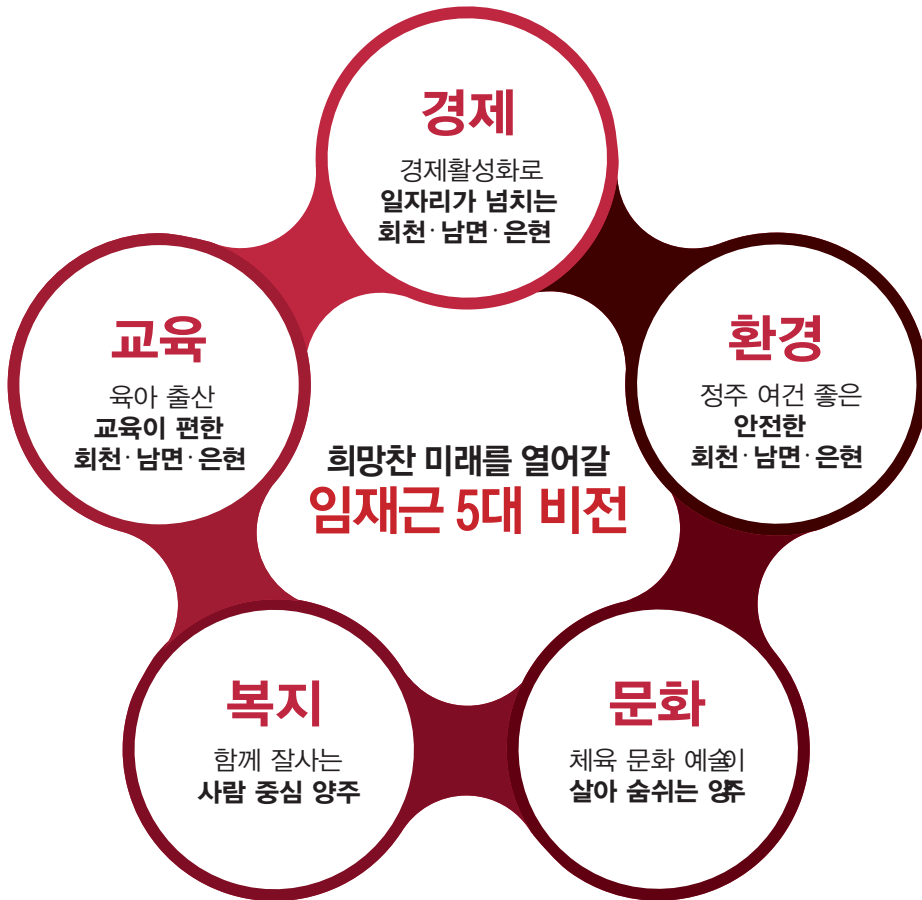 경제
경제활성화로
일자리가 넘치는
회천·남면·은현
교육
육아 출산
교육이 편한
회천·남면·은현
환경
정주 여건 좋은
안전한
회천·남면·은현
희망찬 미래를 열어갈
임재근 5대 비전
복지
함께 잘사는
사람 중심 양주
문화
체육 문화 예술이
살아 숨쉬는 양주